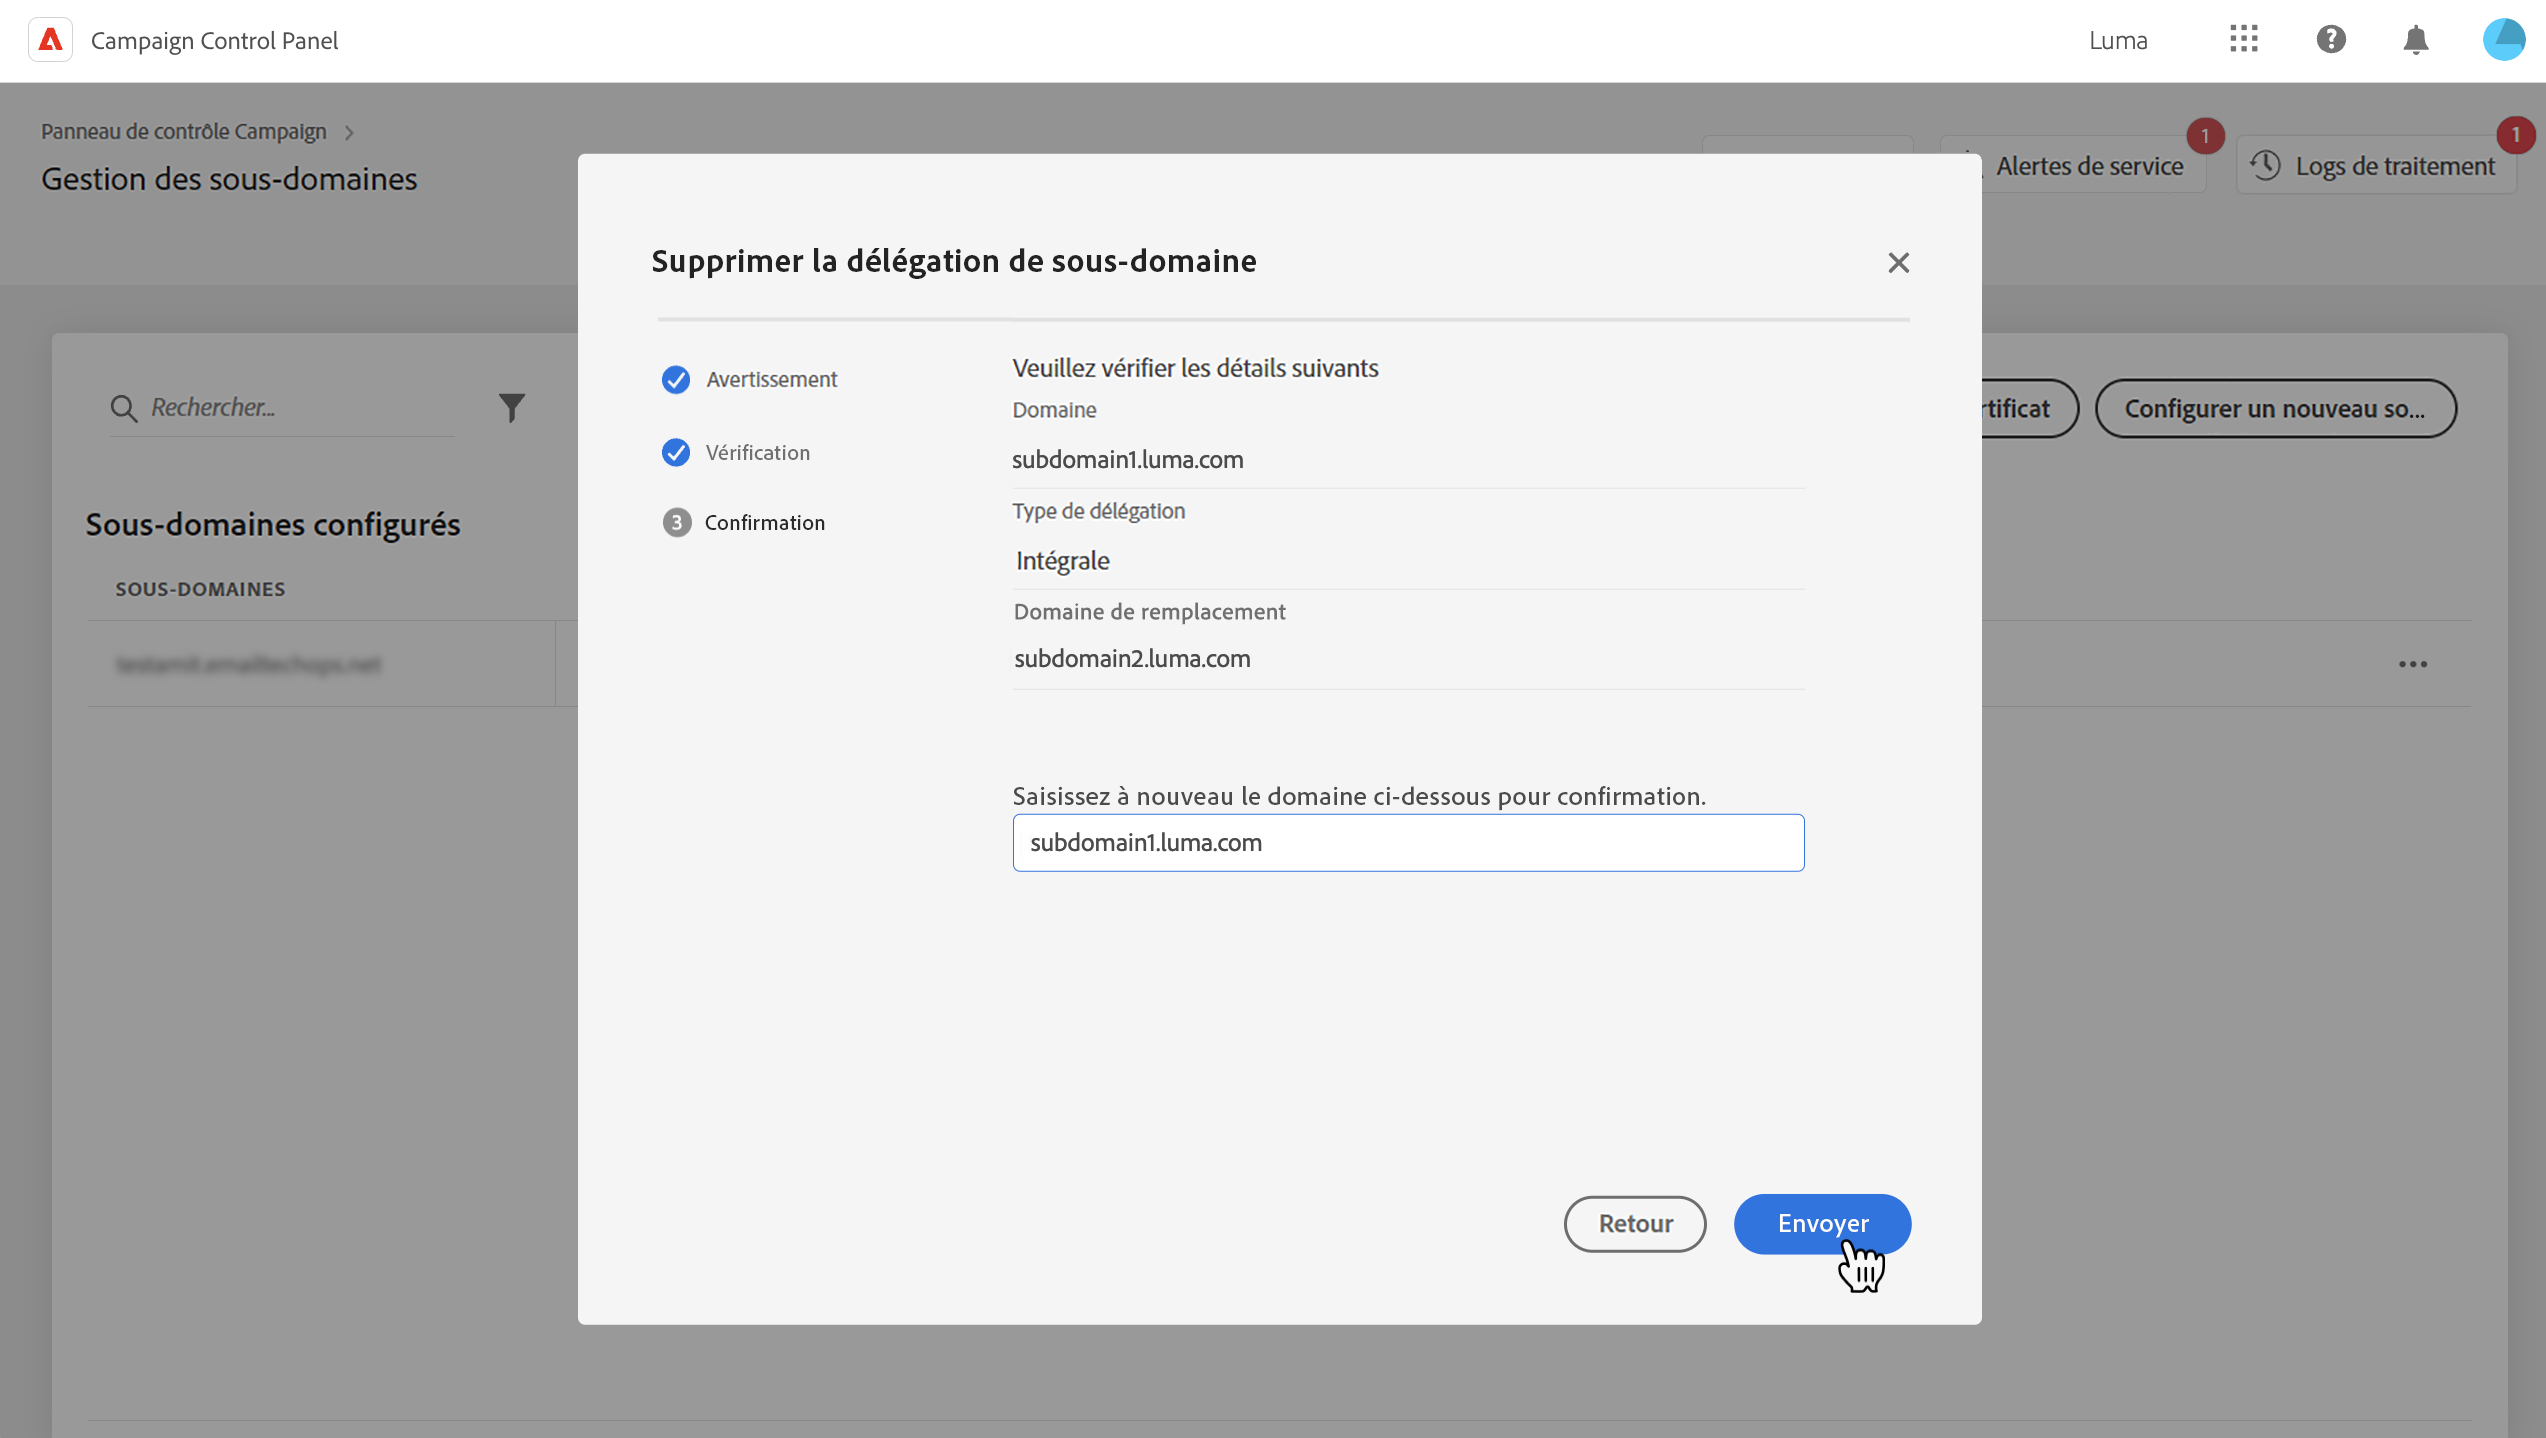 Campaign Control Panel
Luma
Panneau de contrôle Campaign
Gestion des sous-domaines
1
Alertes de service
1
Logs de traitement
Supprimer la délégation de sous-domaine
Rechercher...
Avertissement
Vérification
3 Confirmation
Veuillez vérifier les détails suivants
Domaine
subdomain1.luma.com
Type de délégation
Intégrale
Domaine de remplacement
subdomain2.luma.com
Saisissez à nouveau le domaine ci-dessous pour confirmation.
subdomain1.luma.com
Retour
Envoyer
Configurer un nouveau so...
Sous-domaines configurés
SOUS-DOMAINES